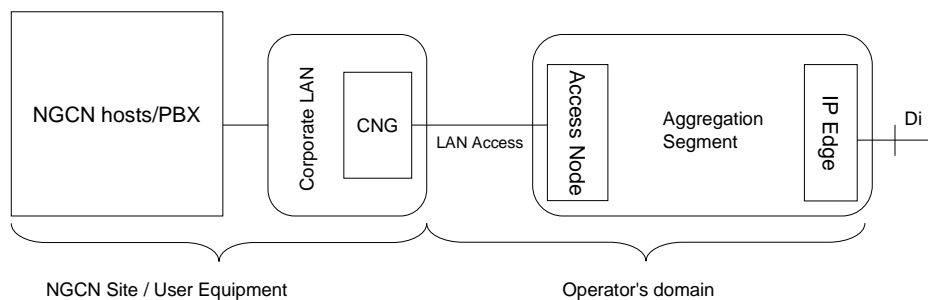 NGCN hosts/PBX
Corporate LAN
CNG
LAN Access
Access Node
Aggregation
Segment
IP Edge
Di
NGCN Site / User Equipment
Operator's domain